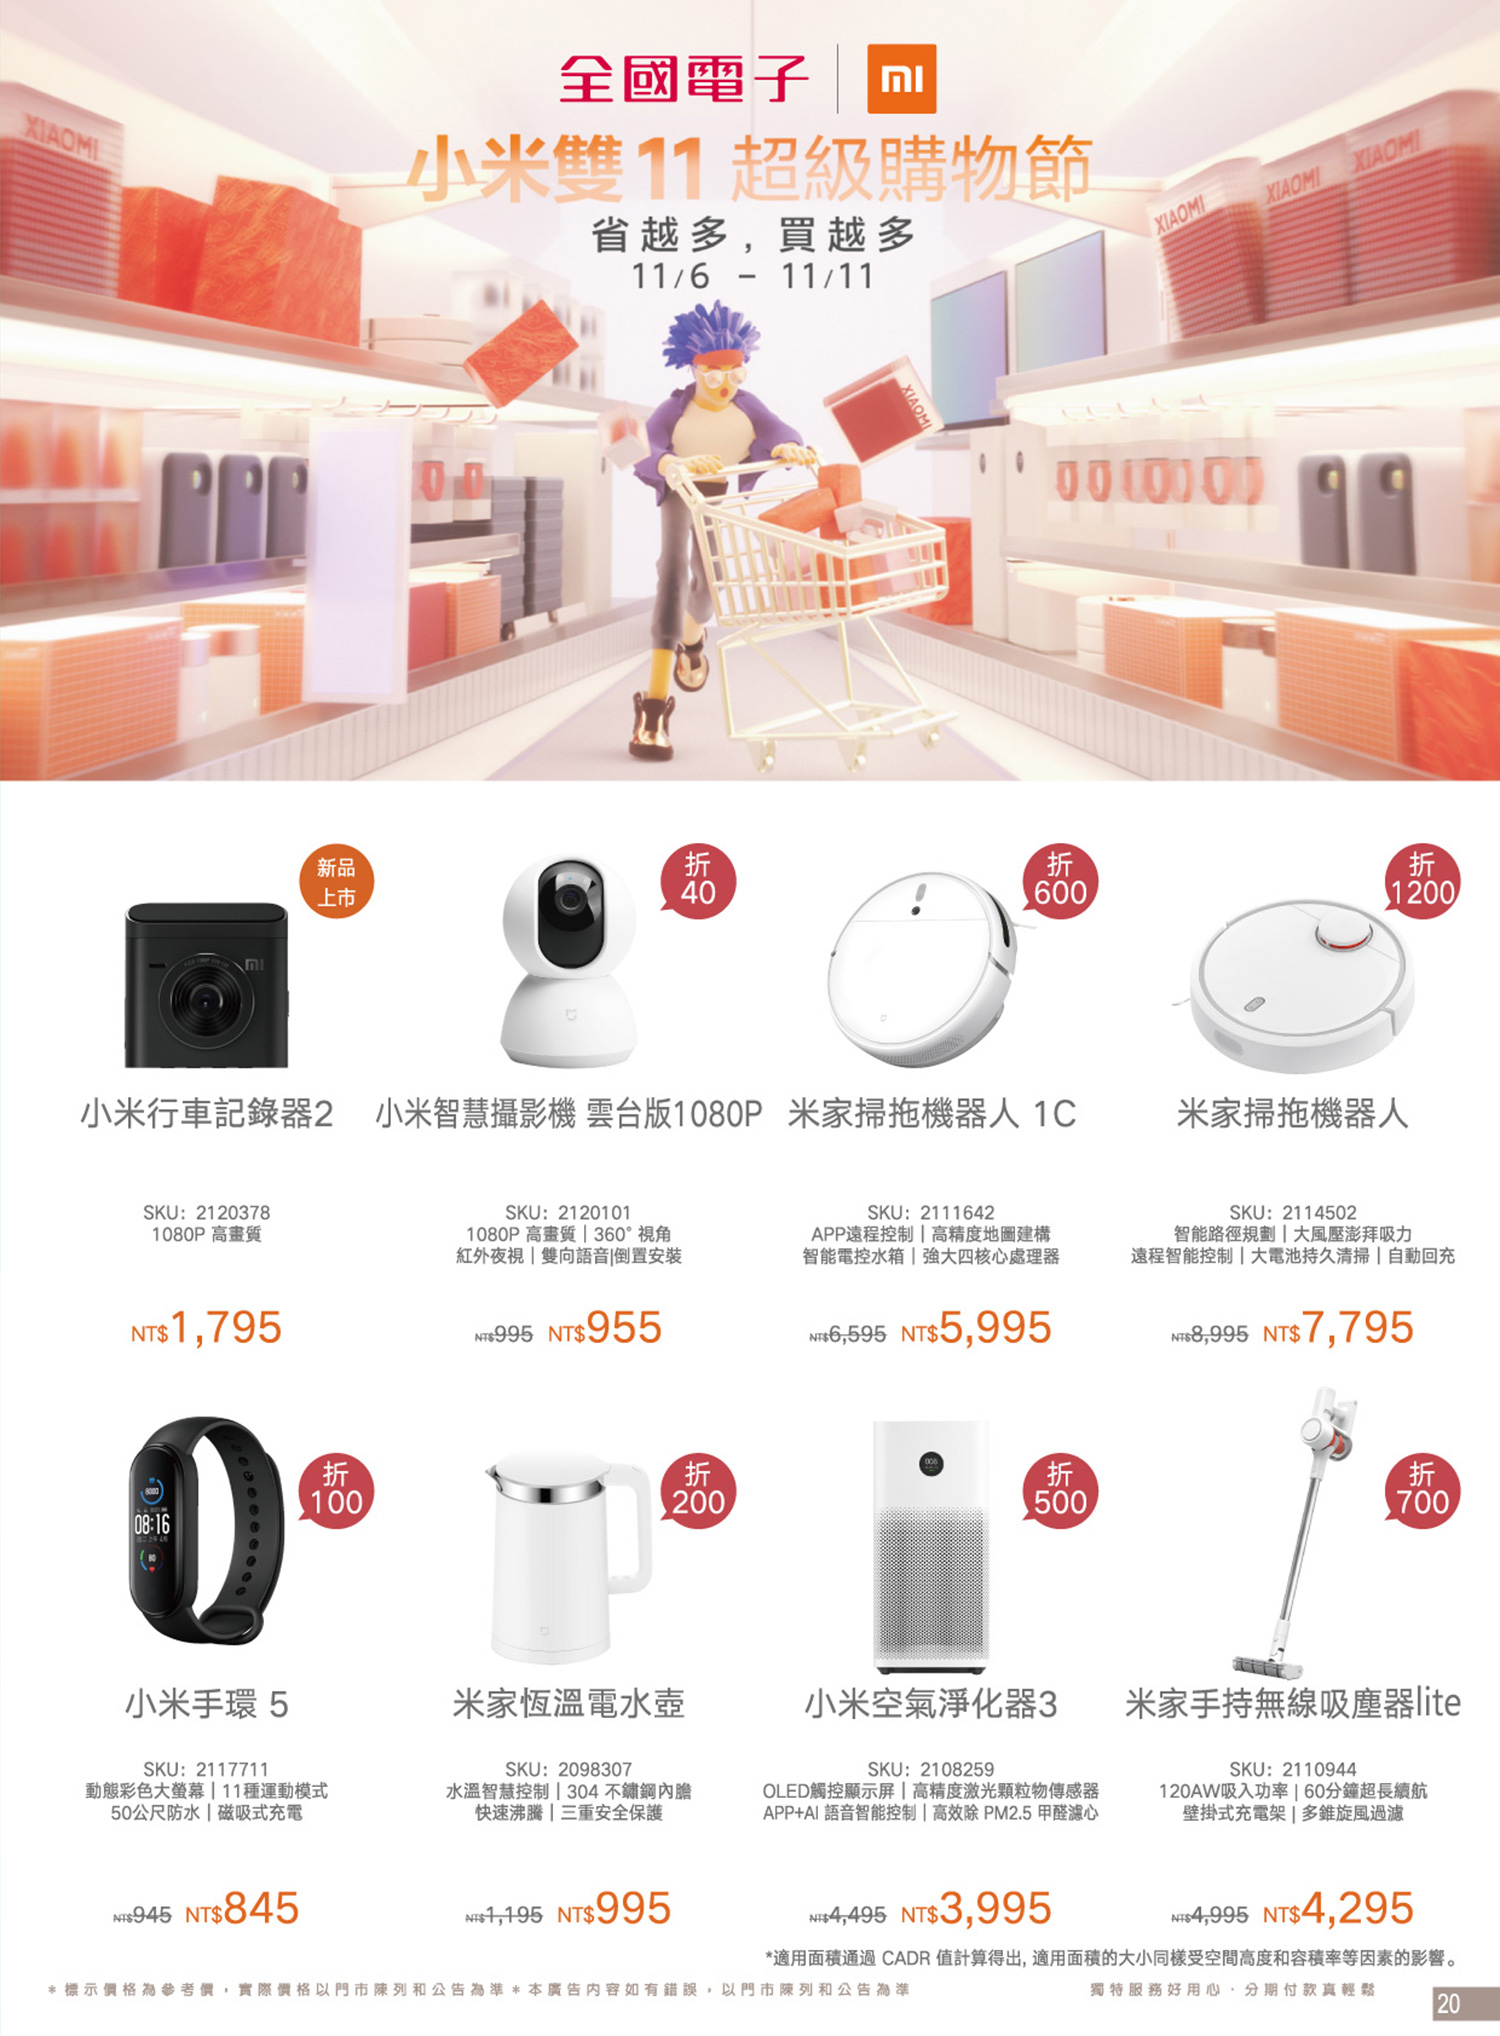 全國電子
mi
小米雙11 超級購物節
省越多, 買越多
11/6 - 11/11
XIAOMI
XIAOMI
XIAOMI
XIAOMI
XIAOMI
新品
上市
折
40
折
600
折
1200
小米行車記錄器2
小米智慧攝影機 雲台版1080P
米家掃拖機器人 1C
米家掃拖機器人
SKU: 2120378
1080P 高畫質
SKU: 2120101
1080P 高畫質 | 360° 視角
紅外夜視 | 雙向語音|倒置安裝
SKU: 2111642
APP遠程控制 | 高精度地圖建構
智能電控水箱 | 強大四核心處理器
SKU: 2114502
智能路徑規劃 | 大風壓澎拜吸力
遠程智能控制 | 大電池持久清掃 | 自動回充
NT$1,795
NT$995 NT$955
NT$6,595 NT$5,995
NT$8,995 NT$7,795
08:16
折
100
折
200
折
500
折
700
小米手環 5
米家恆溫電水壺
小米空氣淨化器3
米家手持無線吸塵器lite
SKU: 2117711
動態彩色大螢幕 | 11種運動模式
50公尺防水 | 磁吸式充電
SKU: 2098307
水溫智慧控制 | 304 不鏽鋼內膽
快速沸騰 | 三重安全保護
SKU: 2108259
OLED觸控顯示屏 | 高精度激光顆粒物傳感器
APP+AI 語音智能控制 | 高效除 PM2.5 甲醛濾心
SKU: 2110944
120AW吸入功率 | 60分鐘超長續航
壁掛式充電架 | 多錐旋風過濾
NT$945 NT$845
NT$1,195 NT$995
NT$4,495 NT$3,995
NT$4,995 NT$4,295
*適用面積通過 CADR 值計算得出, 適用面積的大小同樣受空間高度和容積率等因素的影響。
＊標示價格為參考價，實際價格以門市陳列和公告為準＊本廣告內容如有錯誤，以門市陳列和公告為準
獨特服務好用心．分期付款真輕鬆
20